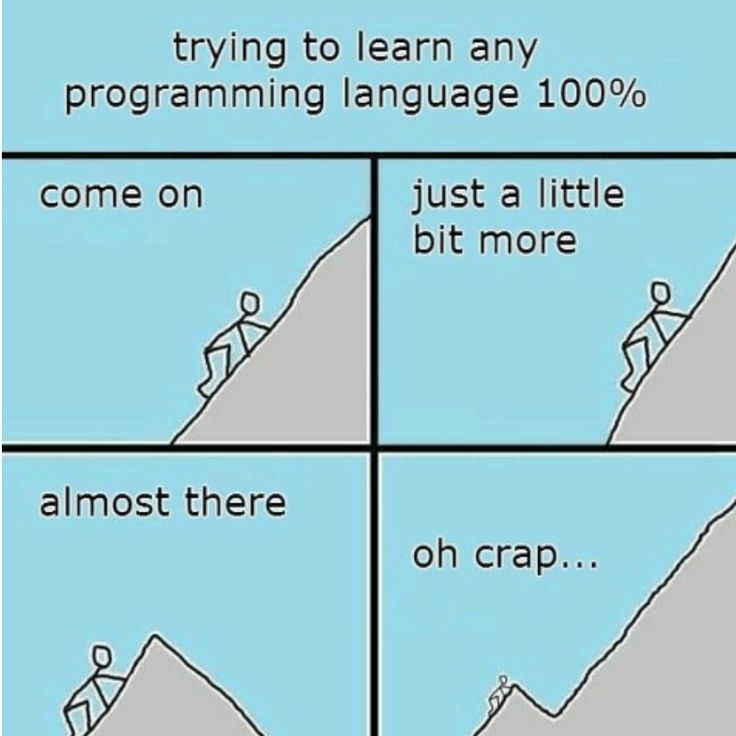 trying to learn any
programming language 100%
come on
just a little
bit more
almost there
oh crap...